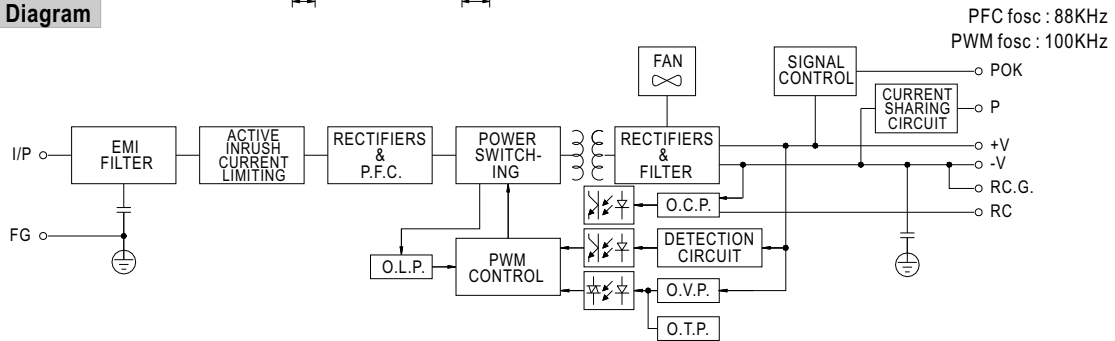 Diagram
PFC fosc : 88KHz
PWM fosc : 100KHz
FAN
SIGNAL
CONTROL
POK
CURRENT
SHARING
CIRCUIT
P
I/P
EMI
FILTER
ACTIVE
INRUSH
CURRENT
LIMITING
RECTIFIERS
&
P.F.C.
POWER
SWITCH-
ING
RECTIFIERS
&
FILTER
+V
-V
RC.G.
O.C.P.
RC
FG
DETECTION
CIRCUIT
O.L.P.
PWM
CONTROL
O.V.P.
O.T.P.